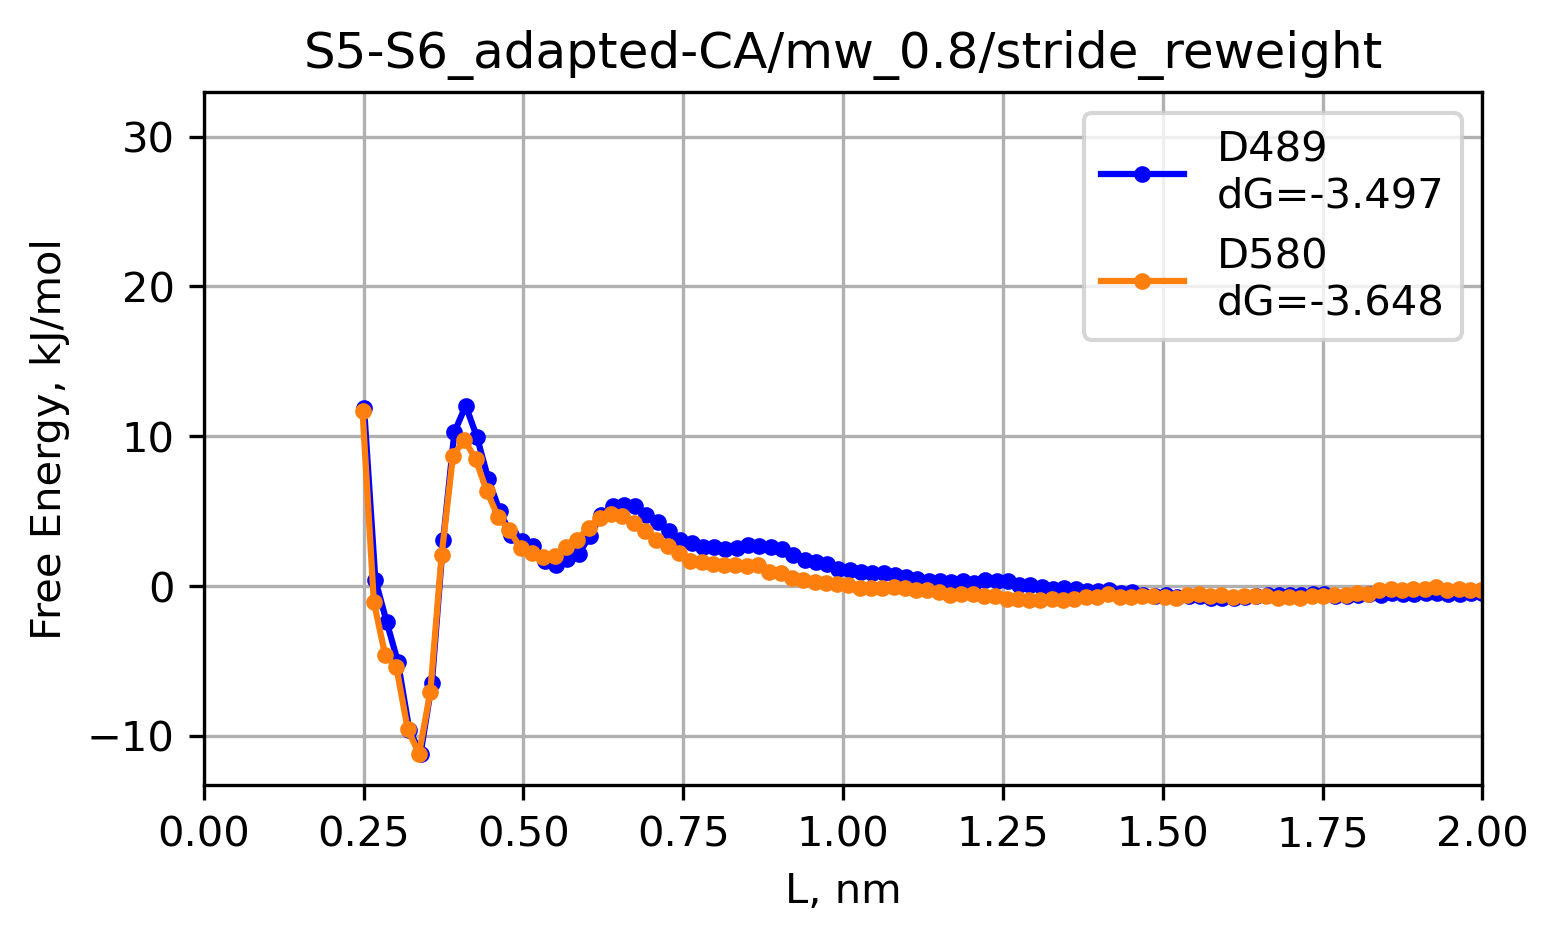 S5-S6_adapted-CA/mw_0.8/stride_reweight
D489
dG=-3.497
D580
dG=-3.648
Free Energy, kJ/mol
30
20
10
0
−10
0.00 0.25 0.50 0.75 1.00 1.25 1.50 1.75 2.00
L, nm